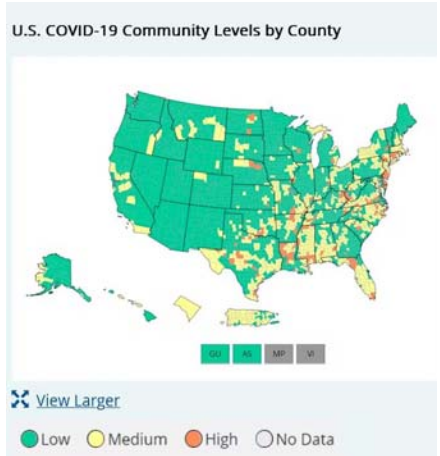 U.S. COVID-19 Community Levels by County
GU AS MP VI
View Larger
Low Medium High No Data